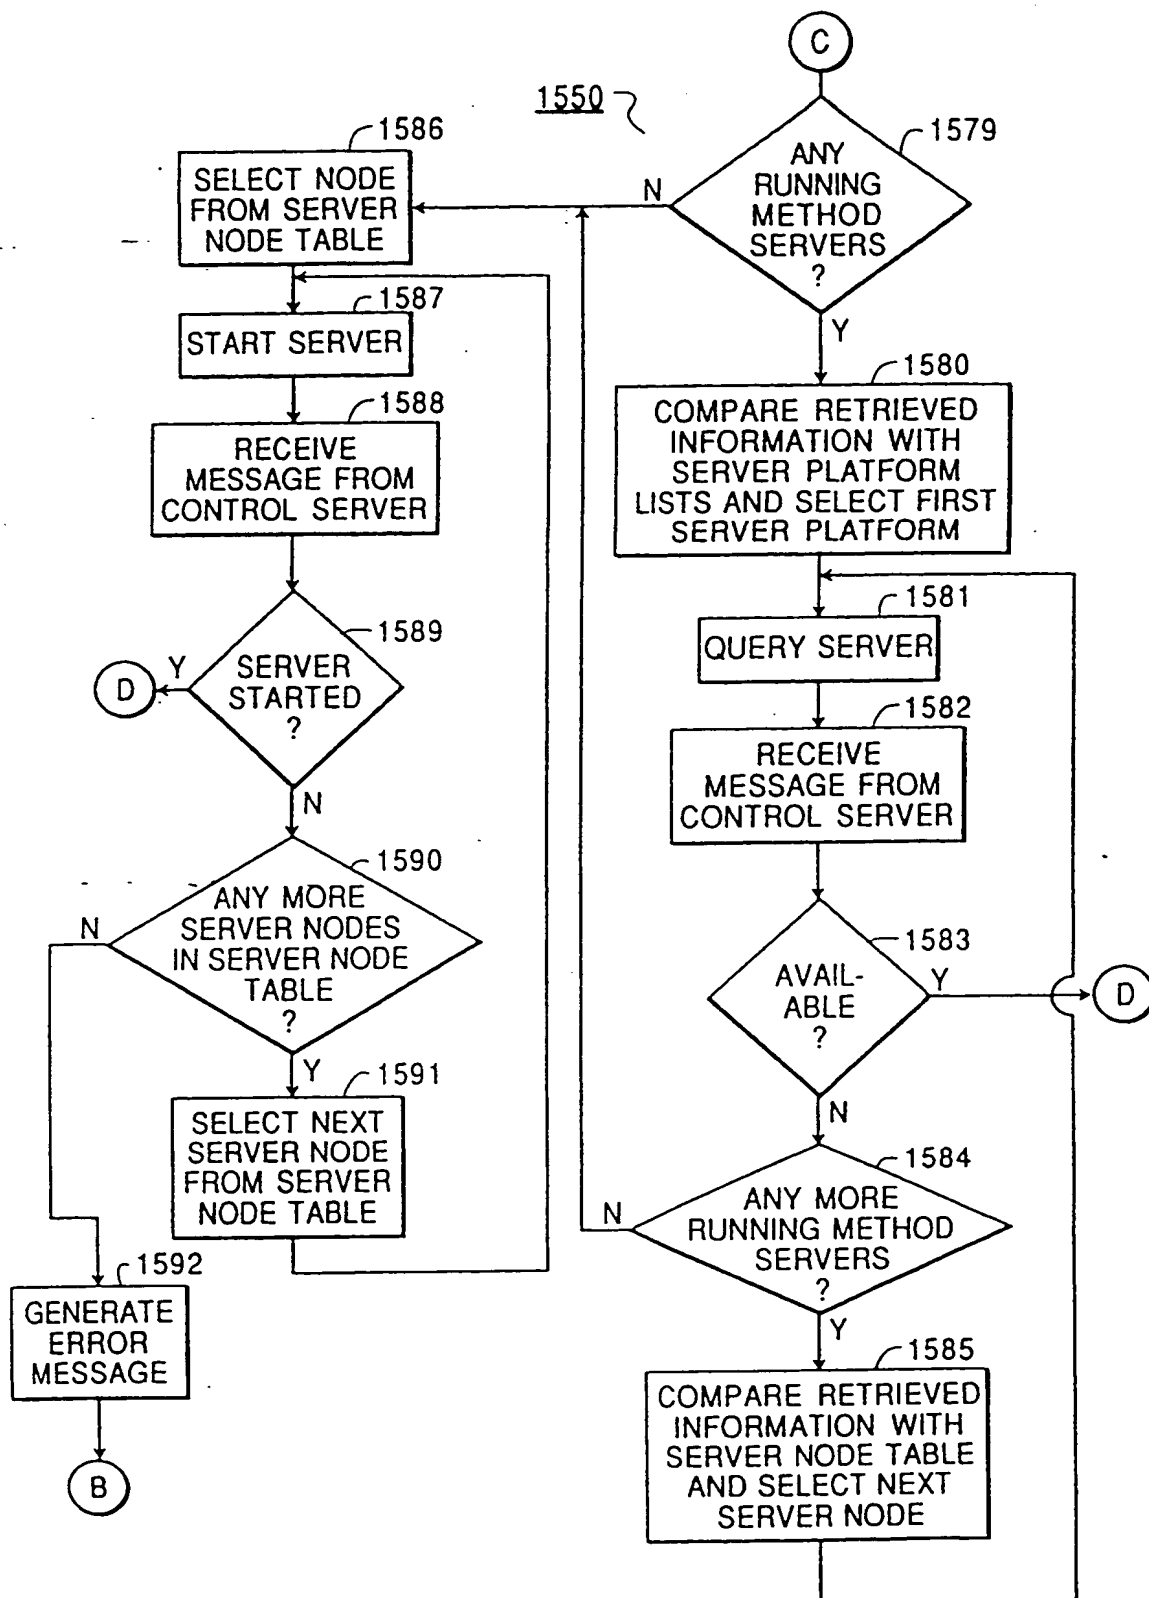 C
1550
1579
ANY
RUNNING
METHOD
SERVERS
?
N
Y
1586
SELECT NODE
FROM SERVER
NODE TABLE
1587
START SERVER
1588
RECEIVE
MESSAGE FROM
CONTROL SERVER
1589
SERVER
STARTED
?
Y
D
N
1590
ANY MORE
SERVER NODES
IN SERVER NODE
TABLE
?
N
Y
1591
SELECT NEXT
SERVER NODE
FROM SERVER
NODE TABLE
1592
GENERATE
ERROR
MESSAGE
B
1580
COMPARE RETRIEVED
INFORMATION WITH
SERVER PLATFORM
LISTS AND SELECT FIRST
SERVER PLATFORM
1581
QUERY SERVER
1582
RECEIVE
MESSAGE FROM
CONTROL SERVER
1583
AVAIL-
ABLE
?
Y
D
N
1584
ANY MORE
RUNNING METHOD
SERVERS
?
N
Y
1585
COMPARE RETRIEVED
INFORMATION WITH
SERVER NODE TABLE
AND SELECT NEXT
SERVER NODE